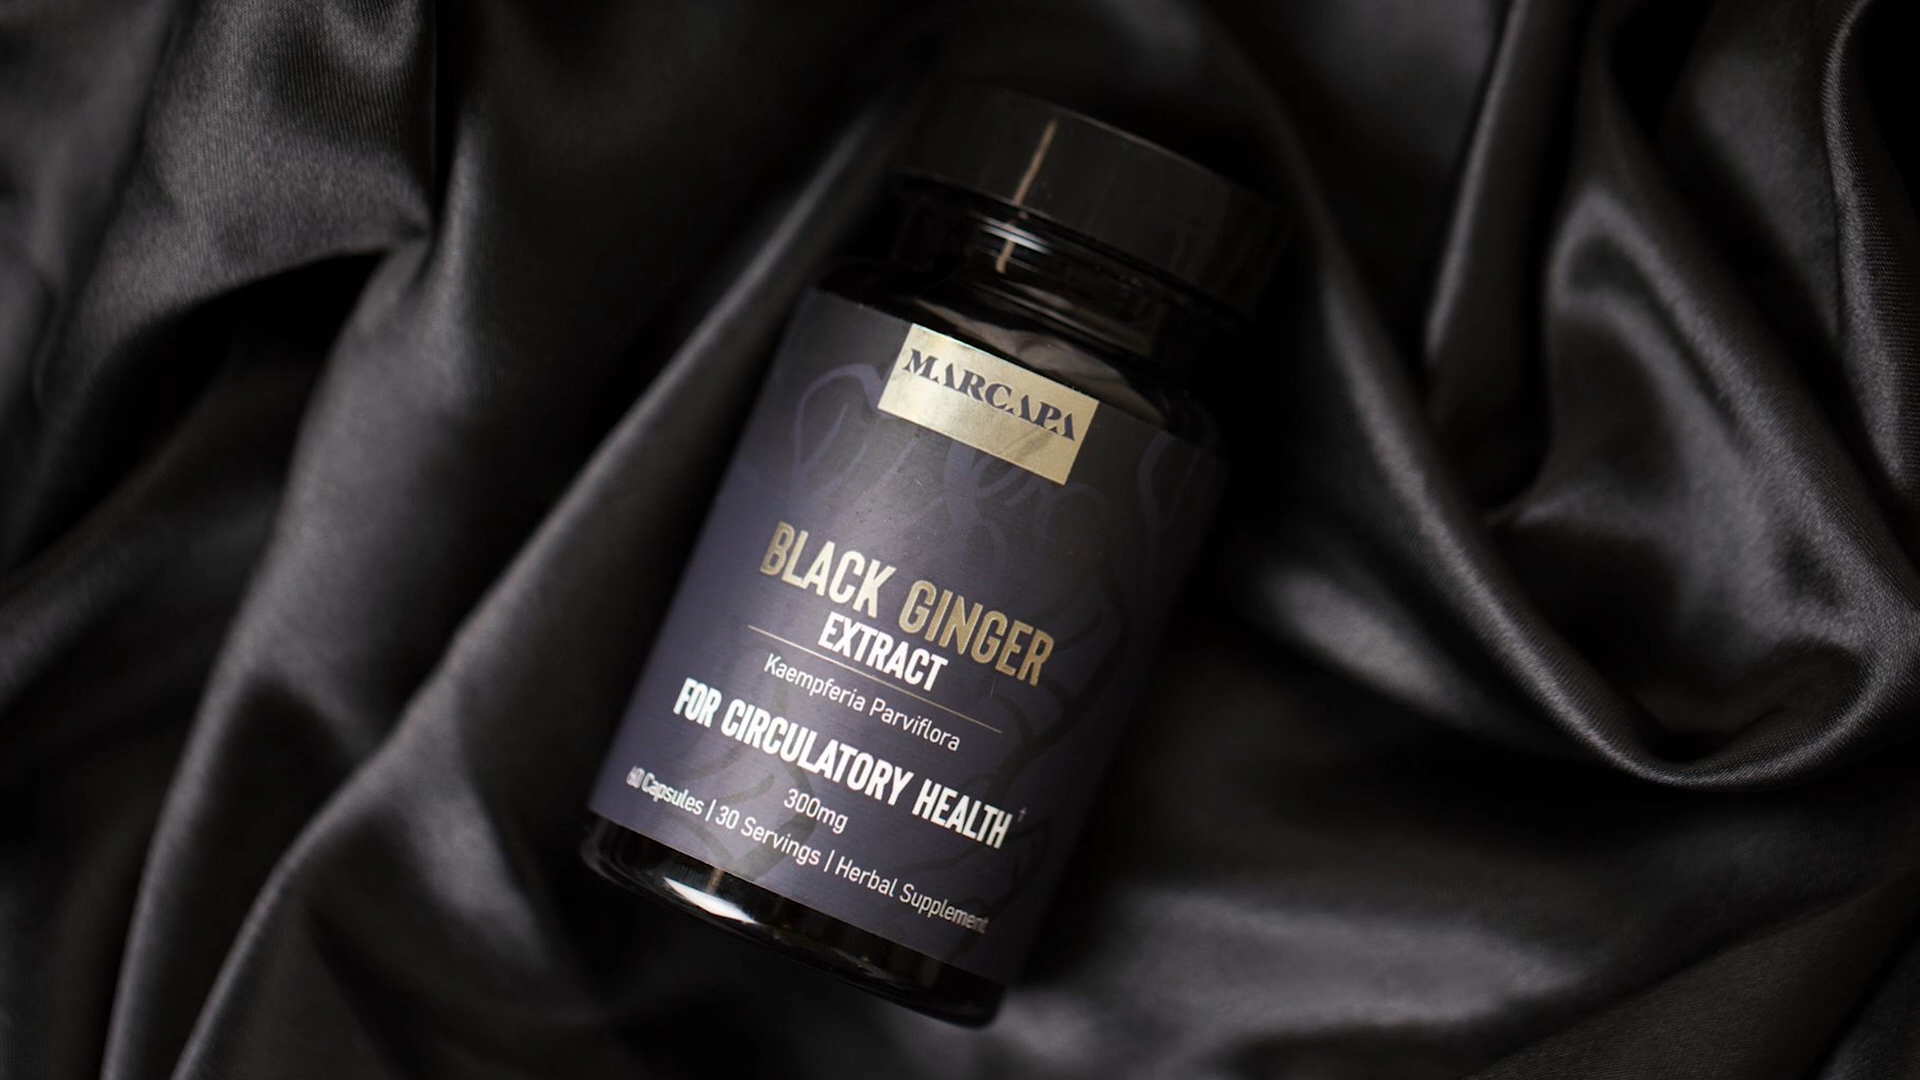 MARCAPA
BLACK GINGER
EXTRACT
Kaempferia Parviflora
FOR CIRCULATORY HEALTH†
300mg
60 Capsules | 30 Servings | Herbal Supplement